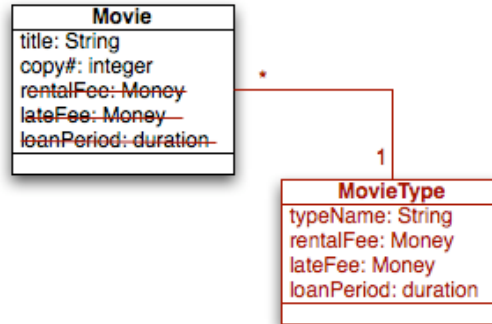 Movie
title: String
copy#: integer
rentalFee: Money
lateFee: Money
loanPeriod: duration
*
1
MovieType
typeName: String
rentalFee: Money
lateFee: Money
loanPeriod: duration